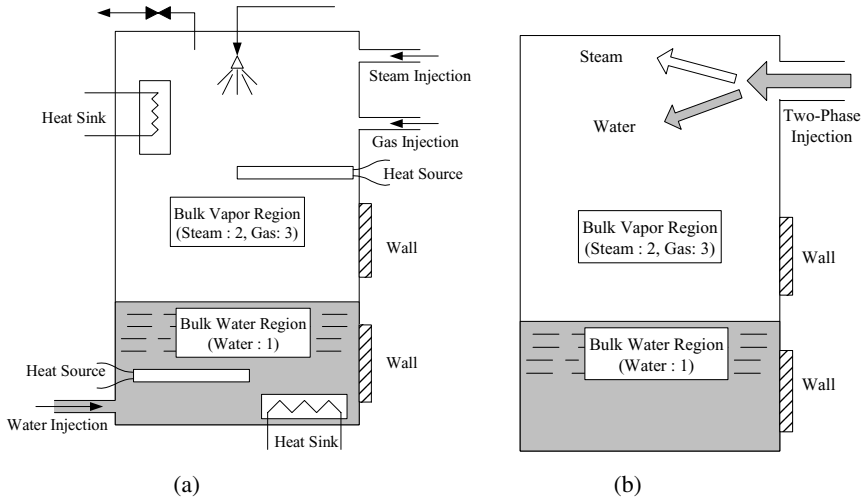 Steam Injection
Heat Sink
Gas Injection
Heat Source
Bulk Vapor Region
(Steam : 2, Gas: 3)
Wall
Bulk Water Region
(Water : 1)
Wall
Heat Source
Water Injection
Heat Sink
(a)
Steam
Water
Two-Phase
Injection
Bulk Vapor Region
(Steam : 2, Gas: 3)
Wall
Bulk Water Region
(Water : 1)
Wall
(b)